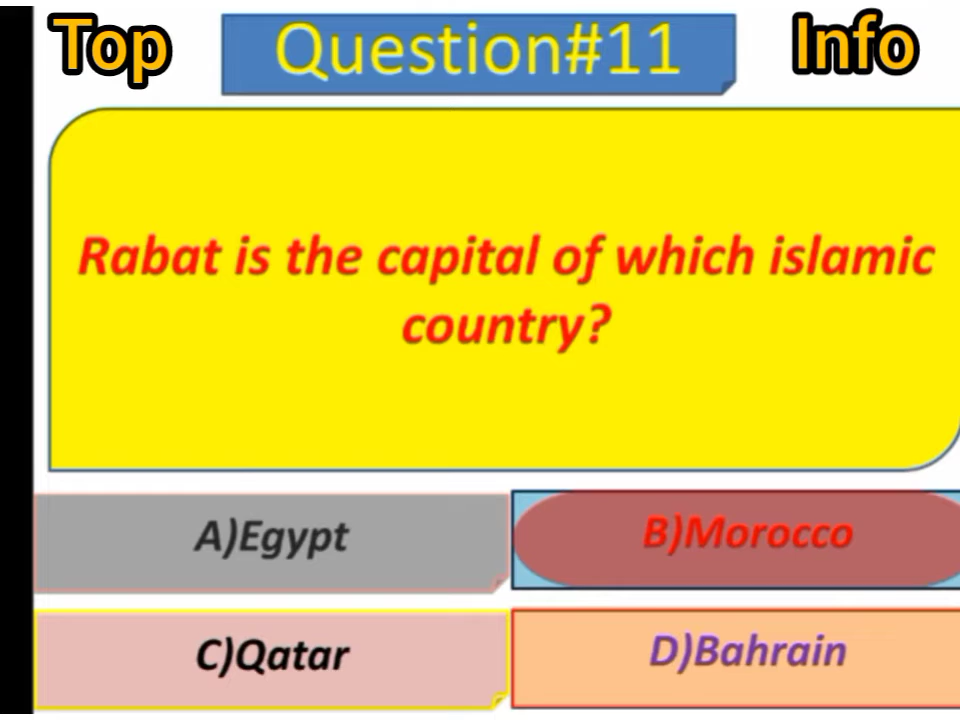 Top
Question#11
Info
Rabat is the capital of which islamic
country?
A)Egypt
B)Morocco
C)Qatar
D)Bahrain